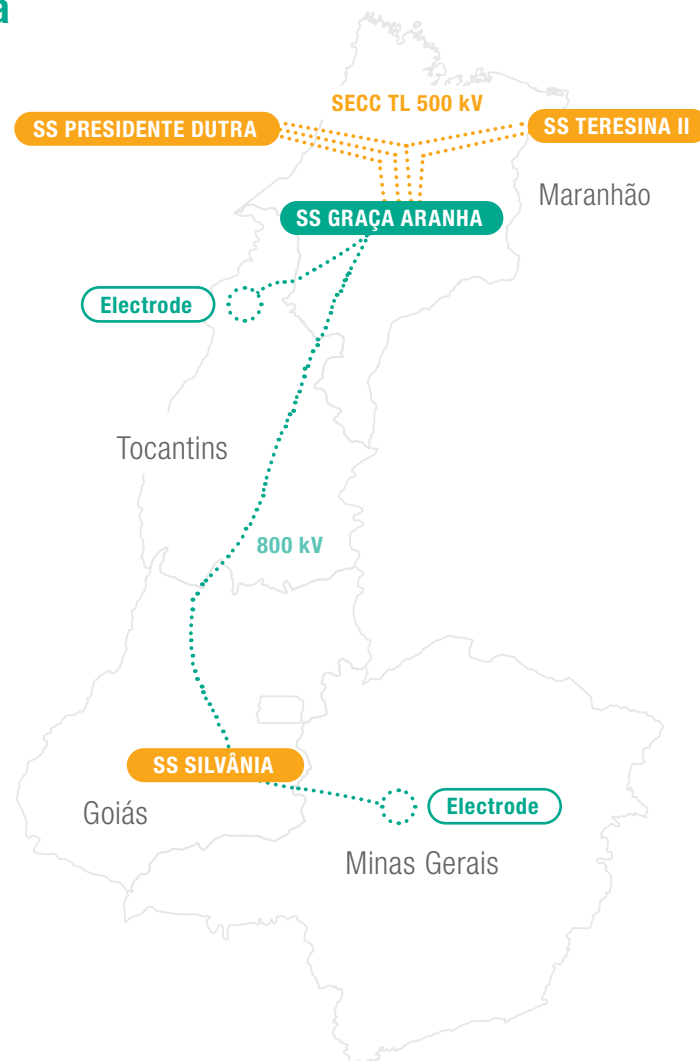 a
SECC TL 500 kV
SS PRESIDENTE DUTRA
SS TERESINA II
Maranhão
SS GRAÇA ARANHA
Electrode
Tocantins
800 kV
SS SILVÂNIA
Goiás
Electrode
Minas Gerais